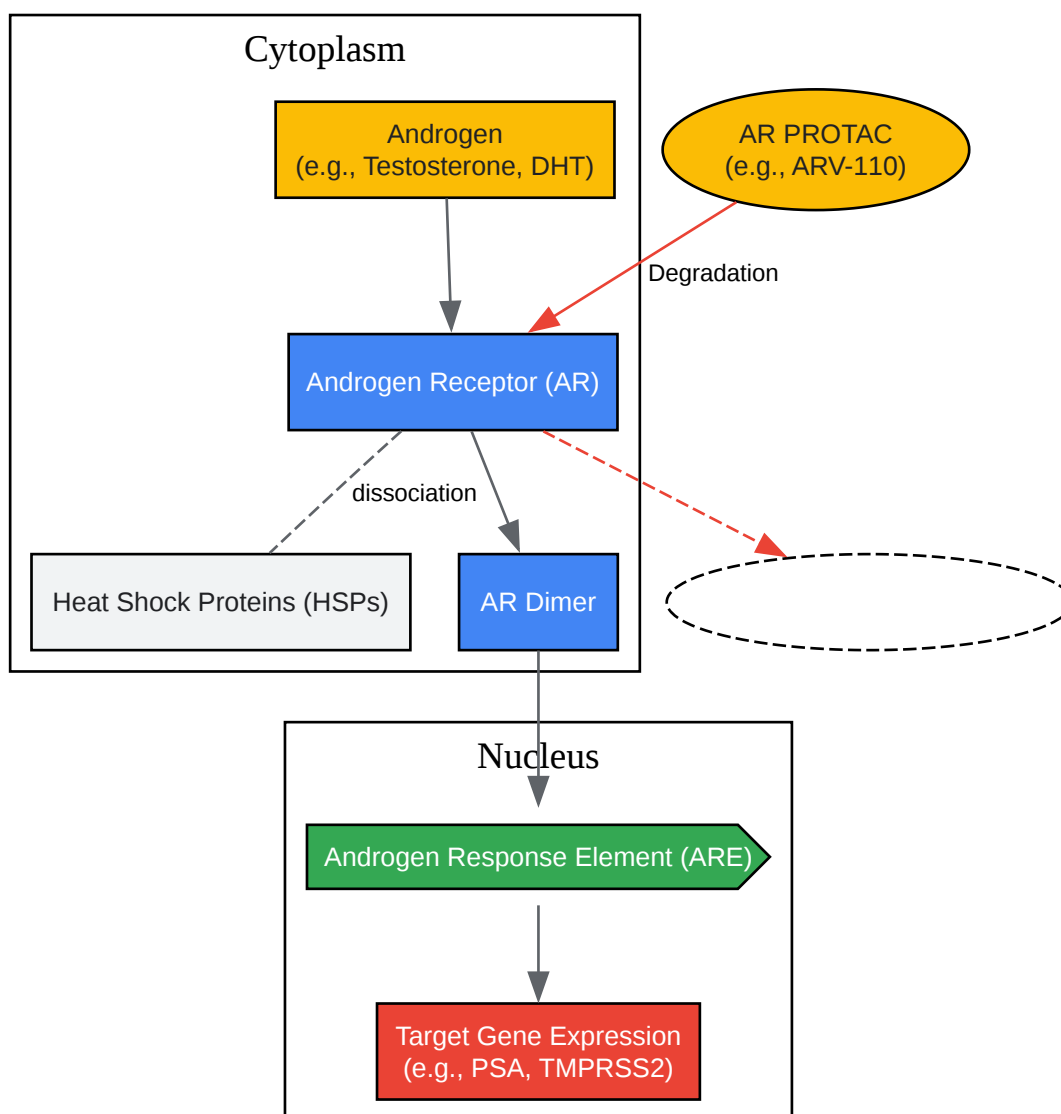 Cytoplasm
Androgen
(e.g., Testosterone, DHT)
AR PROTAC
(e.g., ARV-110)
Degradation
Androgen Receptor (AR)
dissociation
Heat Shock Proteins (HSPs)
AR Dimer
Nucleus
Androgen Response Element (ARE)
Target Gene Expression
(e.g., PSA, TMPRSS2)